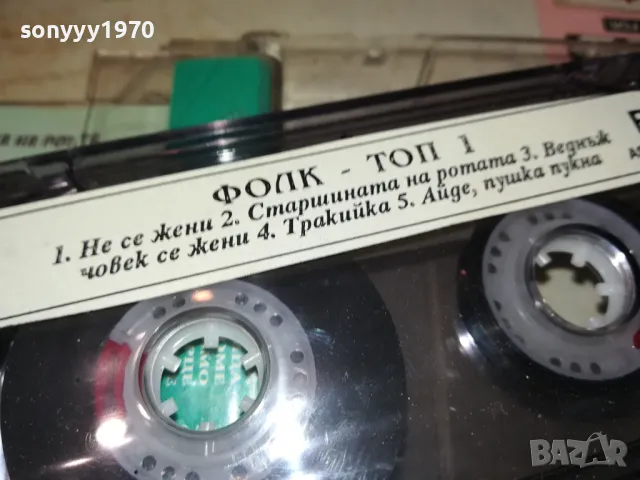 sonyyy1970
ФОЛК - ТОП 1
1. Не се жени 2. Старшината на ротата 3. Веднъж
човек се жени 4. Тракийка 5. Айде, пушка пукна
BAZAR